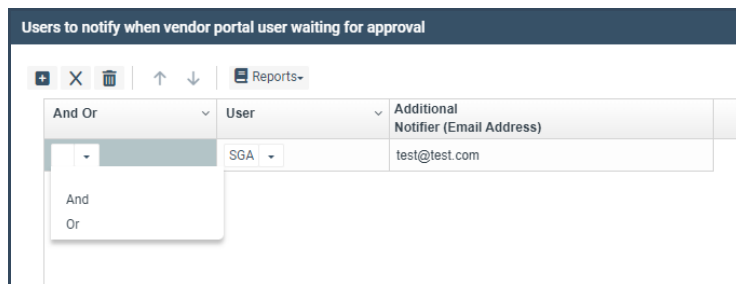 Users to notify when vendor portal user waiting for approval
Reports
And Or User Additional
Notifier (Email Address)
SGA test@test.com
And
Or